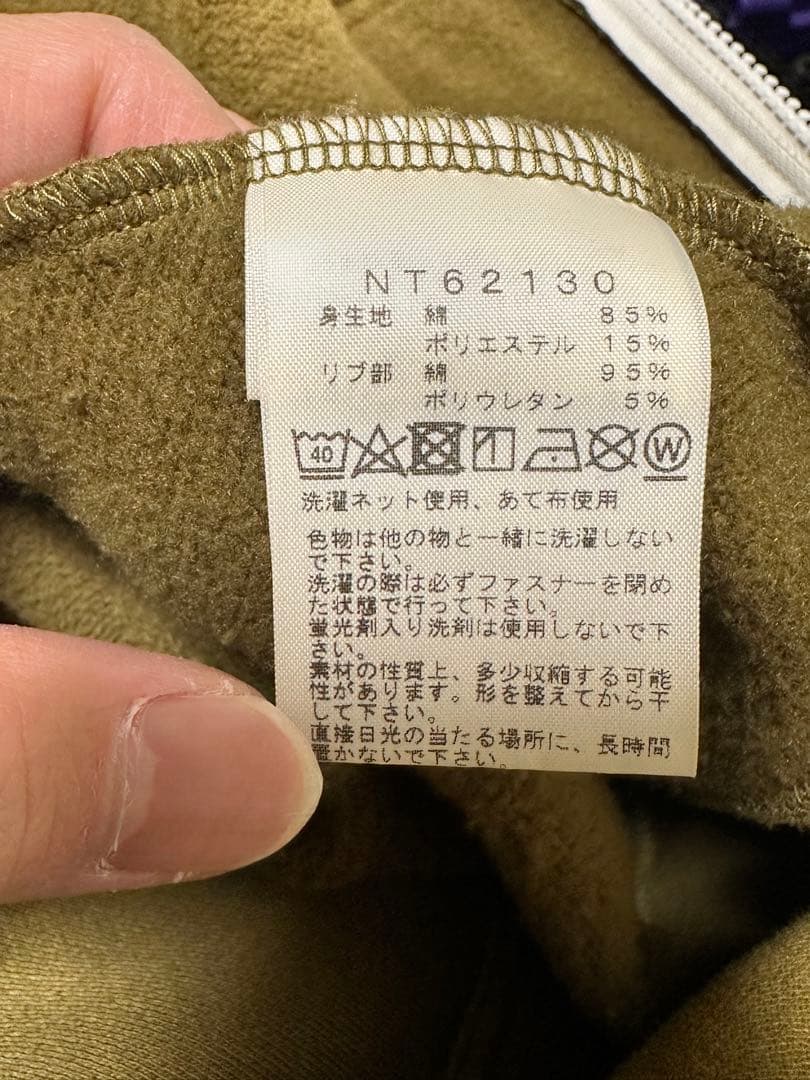 NT62130
身生地 綿 85%
ポリエステル 15%
リブ部 綿 95%
ポリウレタン 5%
40 W
洗濯ネット使用、あて布使用
色物は他の物と一緒に洗濯しない
で下さい。
洗濯の際は必ずファスナーを閉め
た状態で行って下さい。
蛍光剤入り洗剤は使用しないで下
さい。
素材の性質上、多少収縮する可能
性があります。形を整えてから干
して下さい。
直接日光の当たる場所に、長時間
置かないで下さい。